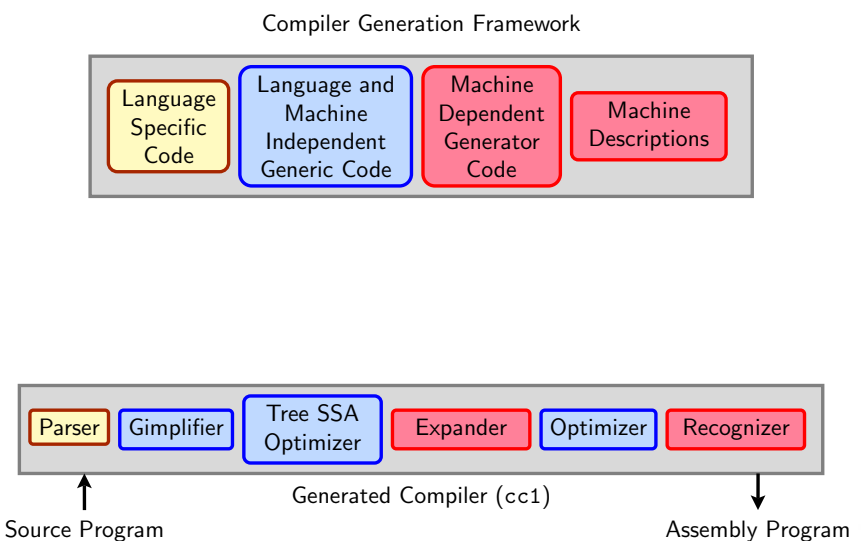 Compiler Generation Framework
Language
Specific
Code
Language and
Machine
Independent
Generic Code
Machine
Dependent
Generator
Code
Machine
Descriptions
Parser
Gimplifier
Tree SSA
Optimizer
Expander
Optimizer
Recognizer
Generated Compiler (cc1)
Source Program
Assembly Program